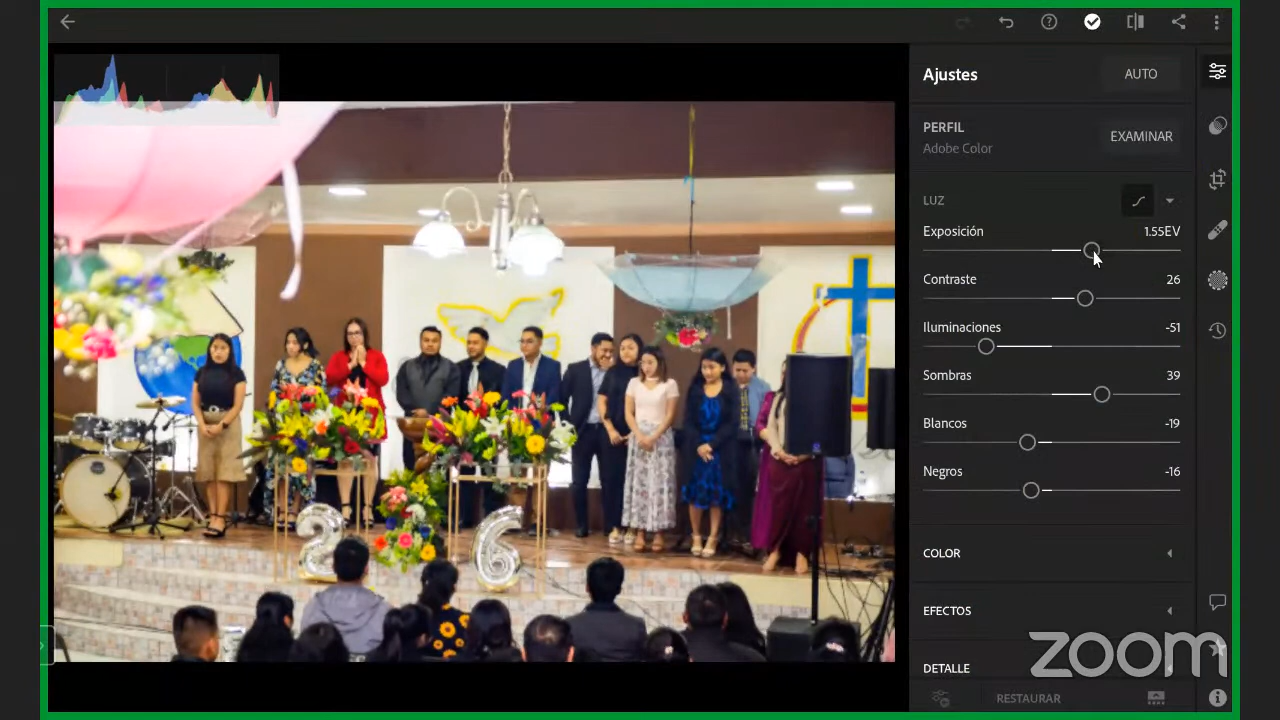 Ajustes
AUTO
PERFIL
Adobe Color
EXAMINAR
LUZ
Exposición
1.55EV
Contraste
26
Iluminaciones
-51
Sombras
39
Blancos
-19
Negros
-16
COLOR
EFECTOS
DETALLE
RESTAURAR
zoom
26